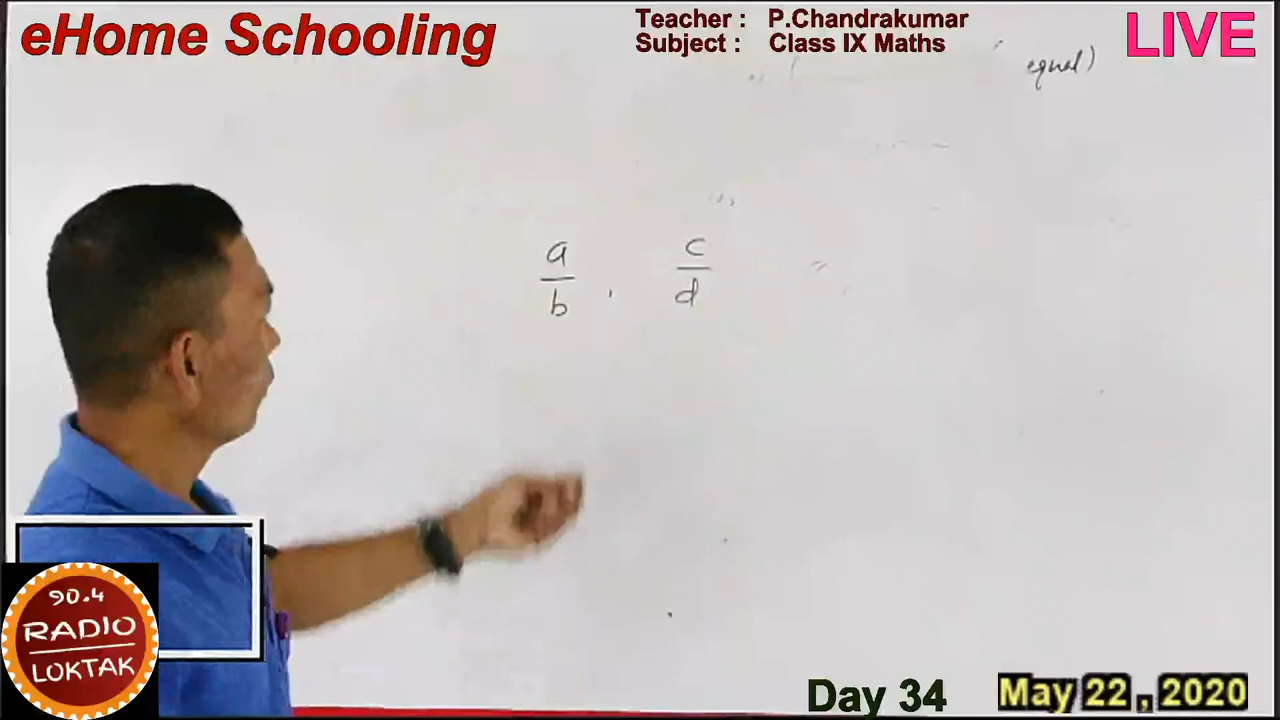 eHome Schooling
Teacher : P.Chandrakumar
Subject : Class IX Maths
LIVE
equal)
a/b , c/d
90.4
RADIO
LOKTAK
Day 34
May 22 , 2020